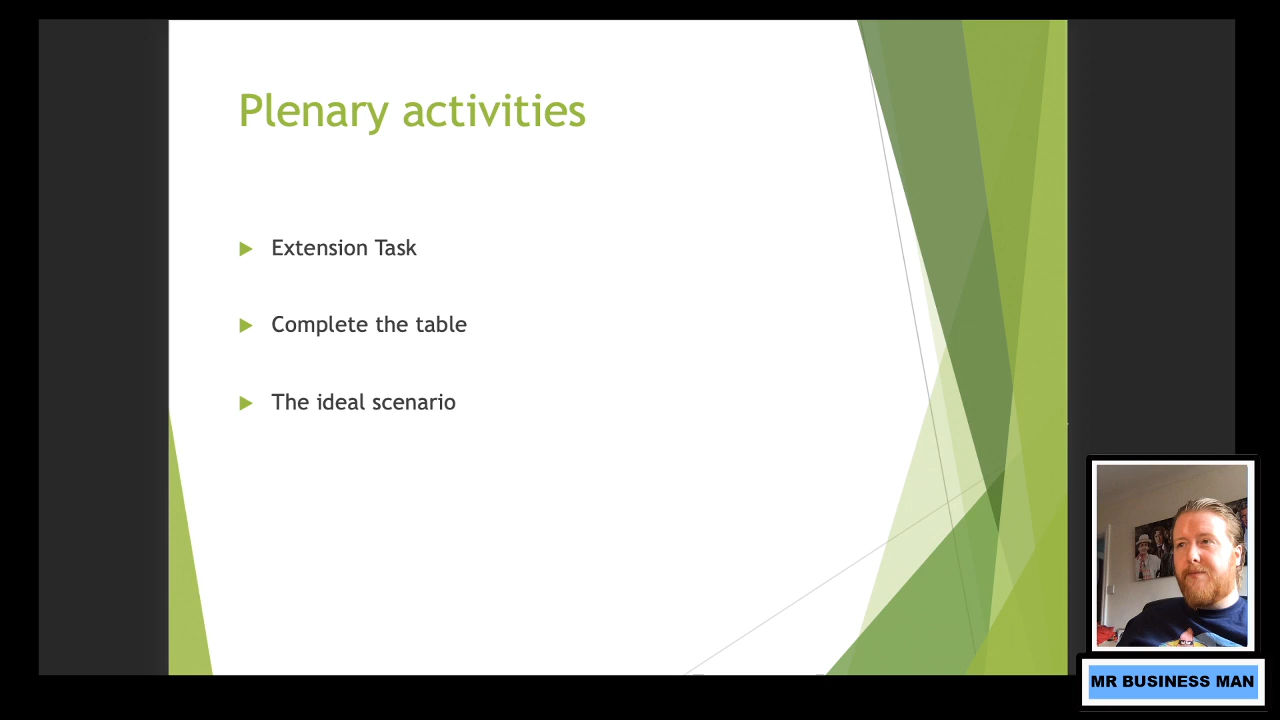 Plenary activities
Extension Task
Complete the table
The ideal scenario
MR BUSINESS MAN